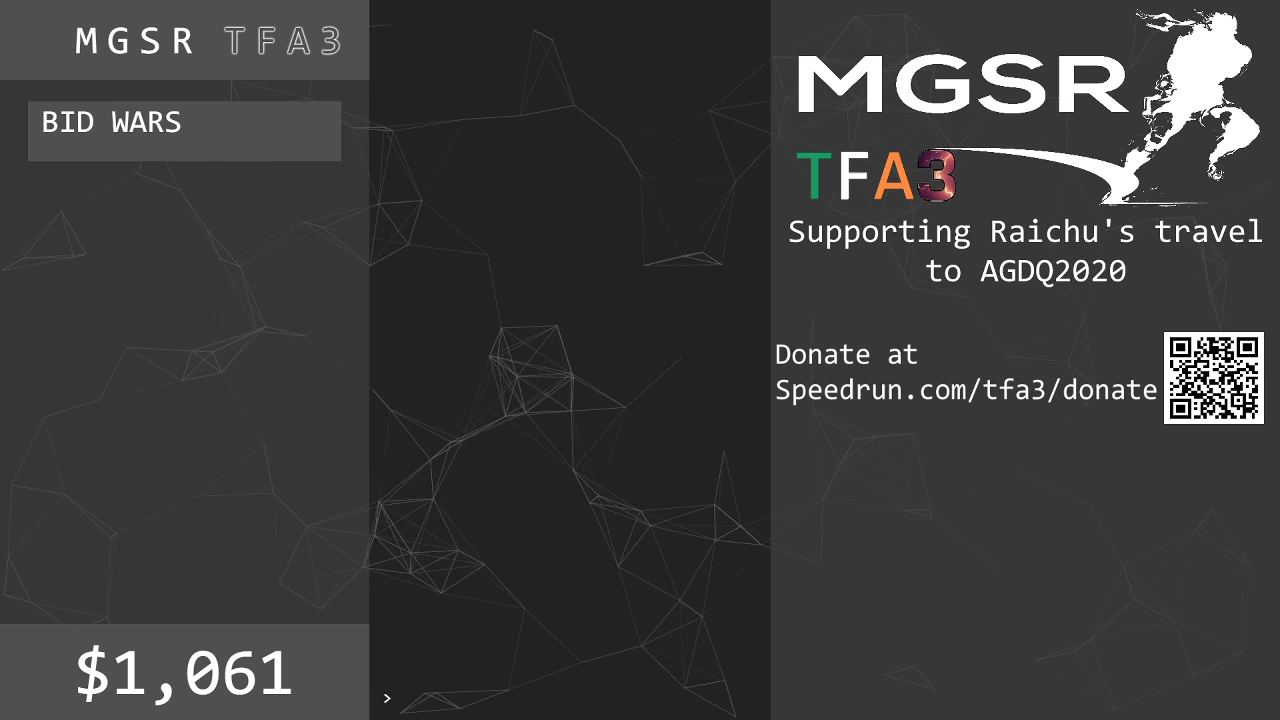 MGSR TFA3
BID WARS
$1,061
>
MGSR
TFA3
Supporting Raichu's travel
to AGDQ2020
Donate at
Speedrun.com/tfa3/donate